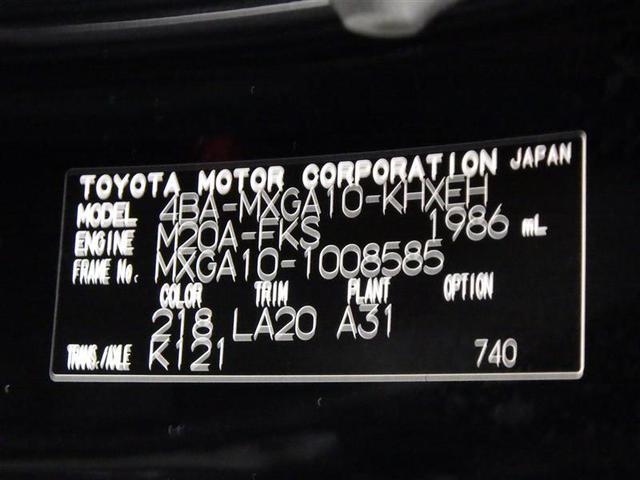 TOYOTA MOTOR CORPORATION JAPAN
MODEL 4BA-MXGA10-KHXEH
ENGINE M20A-FKS 1986 mL
FRAME No. MXGA10-1008585
COLOR TRIM PLANT OPTION
218 LA20 A31
TRANS./AXLE K121 740